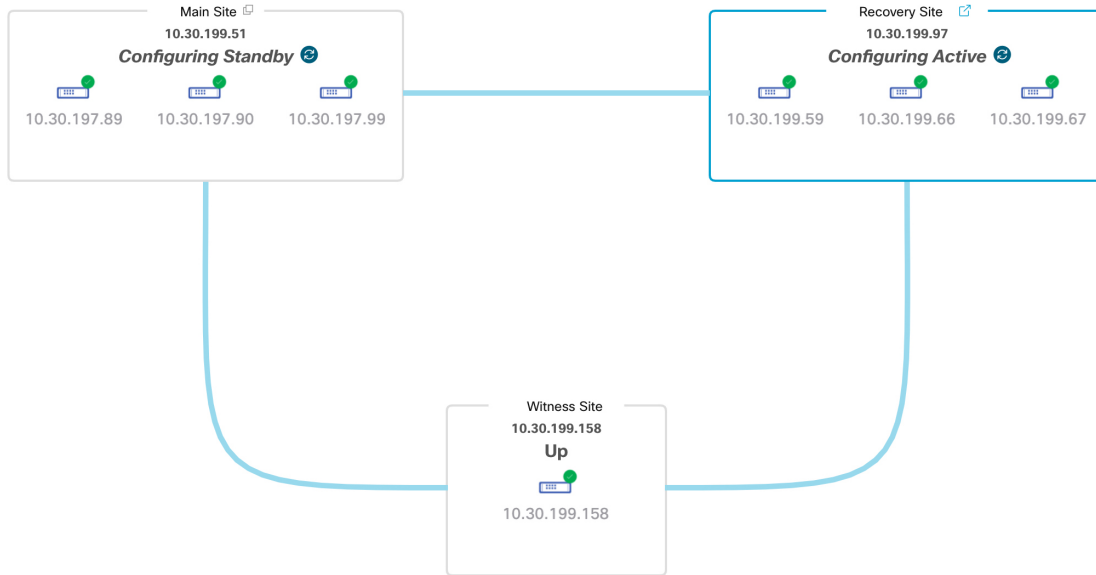 Main Site
10.30.199.51
Configuring Standby
10.30.197.89 10.30.197.90 10.30.197.99
Recovery Site
10.30.199.97
Configuring Active
10.30.199.59 10.30.199.66 10.30.199.67
Witness Site
10.30.199.158
Up
10.30.199.158